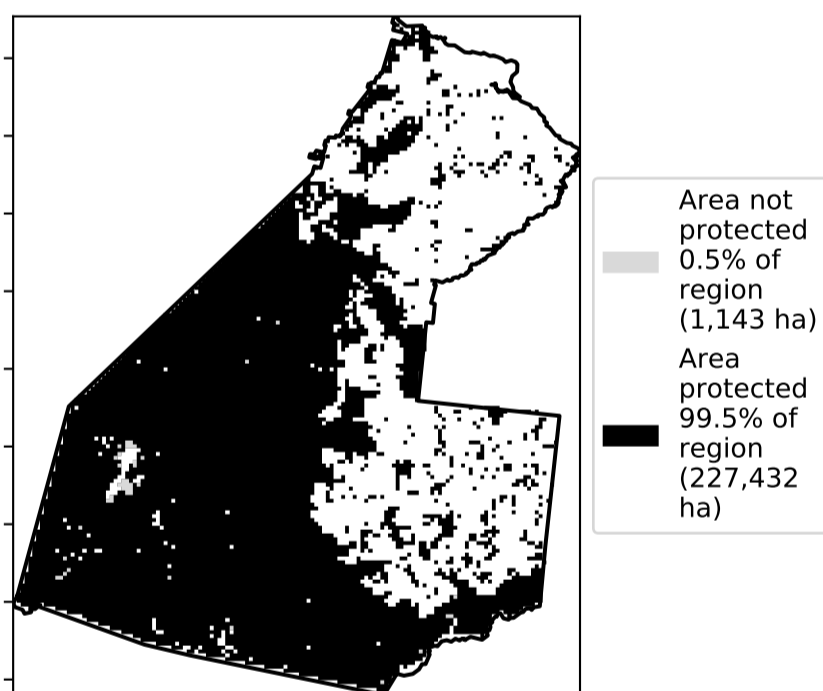 Area not
protected
0.5% of
region
(1,143 ha)
Area
protected
99.5% of
region
(227,432
ha)